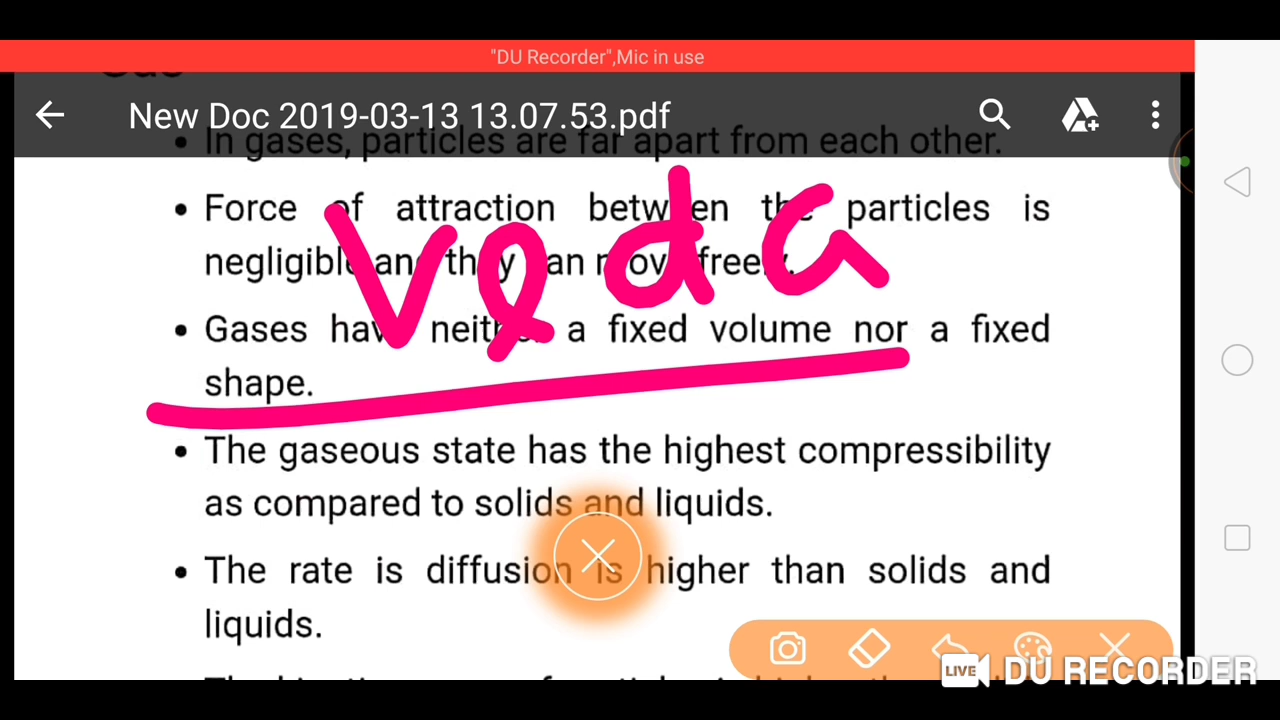 "DU Recorder",Mic in use
New Doc 2019-03-13 13.07.53.pdf
• In gases, particles are far apart from each other.
• Force of attraction between the particles is
negligible and they can move freely.
veda
• Gases have neither a fixed volume nor a fixed
shape.
• The gaseous state has the highest compressibility
as compared to solids and liquids.
• The rate is diffusion is higher than solids and
liquids.
LIVE DU RECORDER